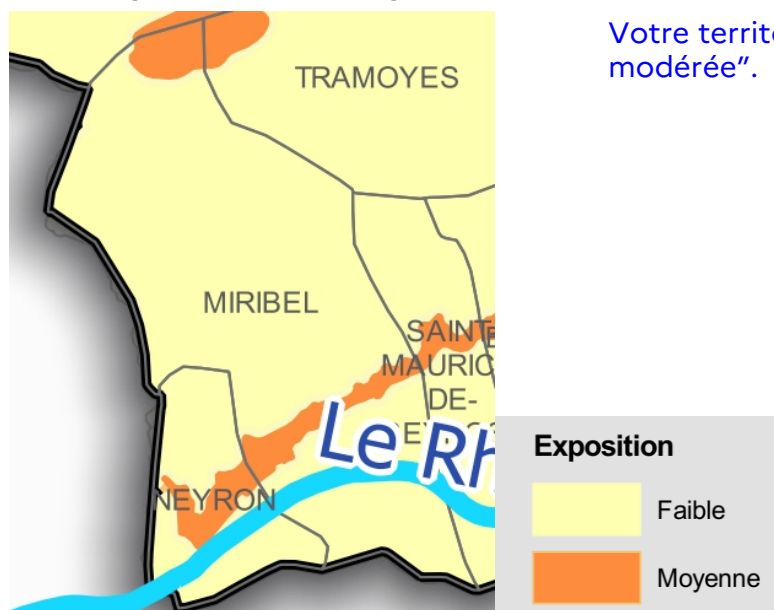 Votre territ
modérée”.
TRAMOYES
MIRIBEL
SAINT
MAURIC
DE-
Le Rh
NEYRON
Exposition
Faible
Moyenne